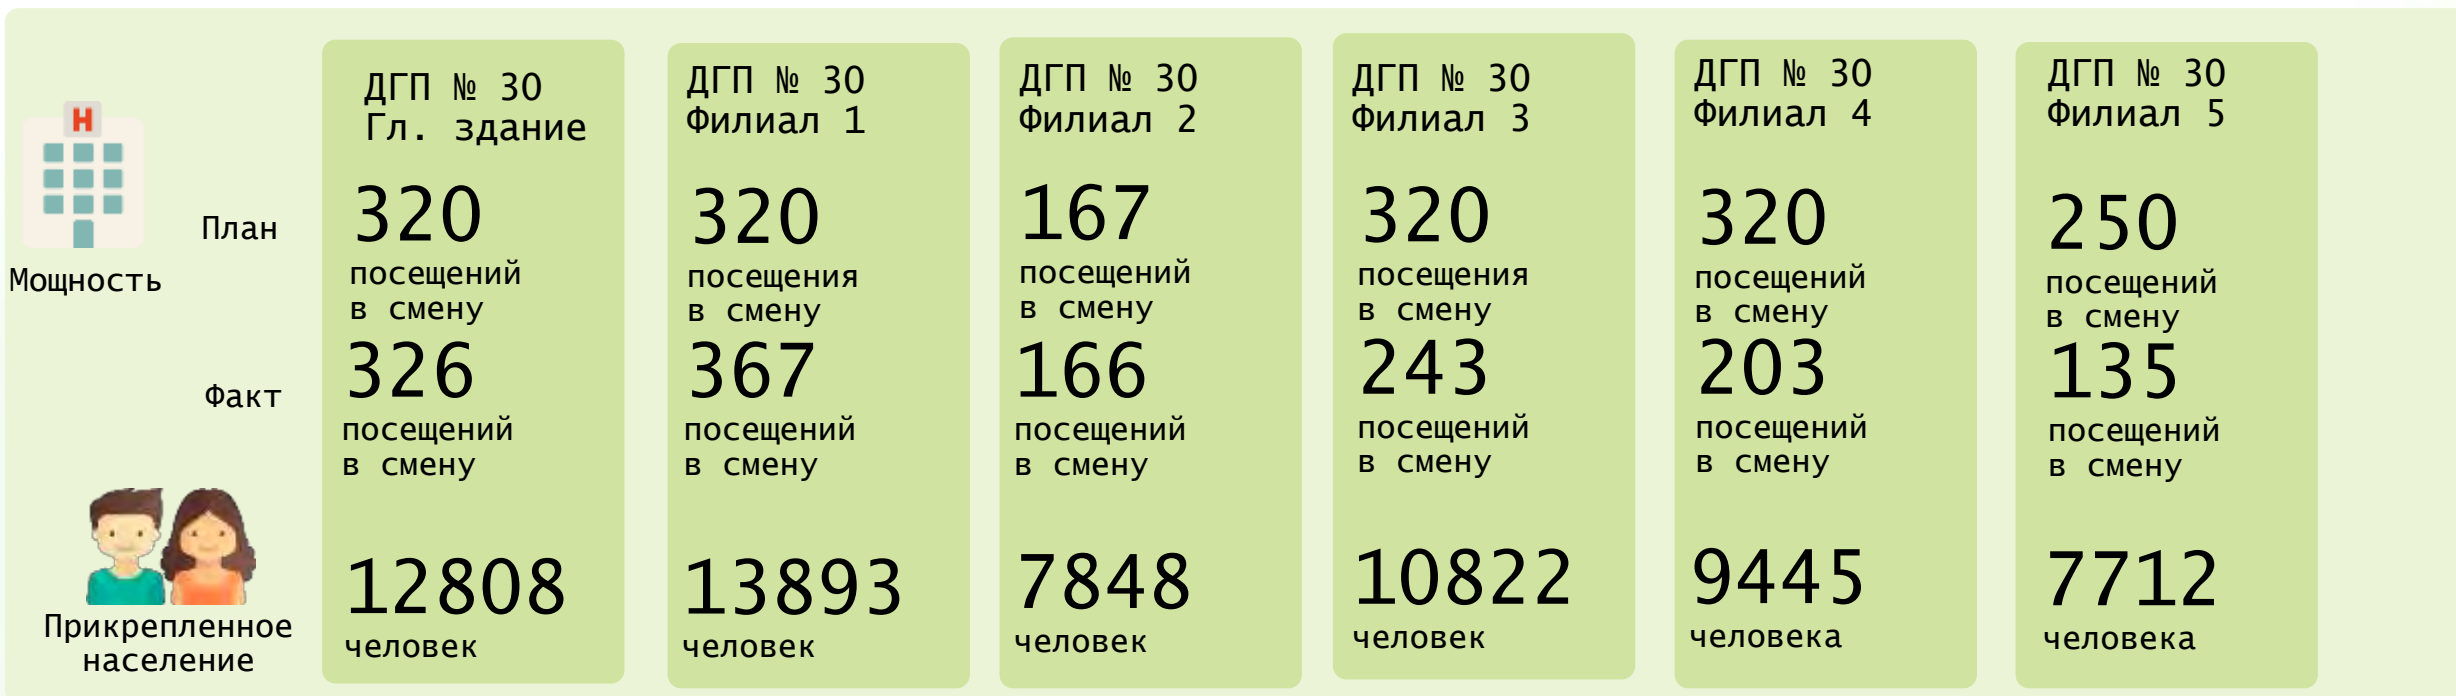 H
Мощность
План
Факт
Прикрепленное
население
ДГП № 30
Гл. здание
320
посещений
в смену
326
посещений
в смену
12808
человек
ДГП № 30
Филиал 1
320
посещения
в смену
367
посещений
в смену
13893
человек
ДГП № 30
Филиал 2
167
посещений
в смену
166
посещений
в смену
7848
человек
ДГП № 30
Филиал 3
320
посещения
в смену
243
посещений
в смену
10822
человек
ДГП № 30
Филиал 4
320
посещений
в смену
203
посещений
в смену
9445
человека
ДГП № 30
Филиал 5
250
посещений
в смену
135
посещений
в смену
7712
человека